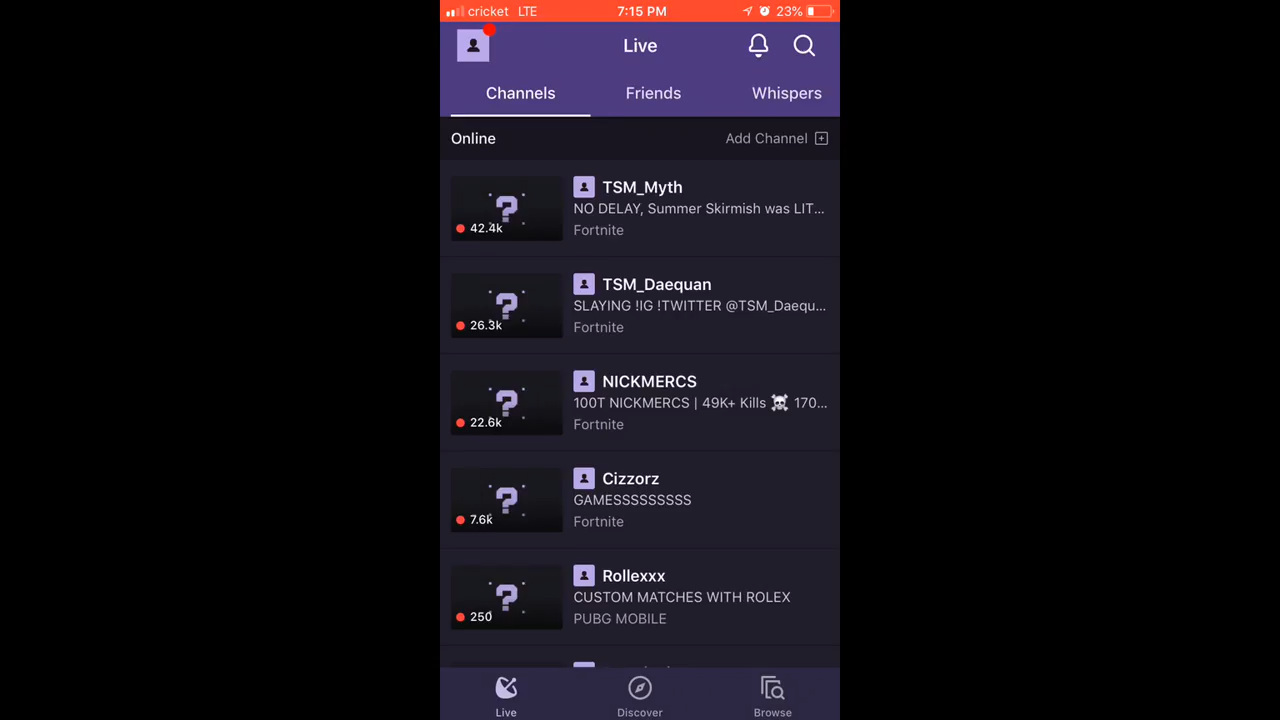 cricket LTE 7:15 PM 23%
Live
Channels Friends Whispers
Online Add Channel
TSM_Myth
NO DELAY, Summer Skirmish was LIT...
Fortnite
42.4k
TSM_Daequan
SLAYING !IG !TWITTER @TSM_Daequ...
Fortnite
26.3k
NICKMERCS
100T NICKMERCS | 49K+ Kills ☠️ 170...
Fortnite
22.6k
Cizzorz
GAMESSSSSSSSS
Fortnite
7.6k
Rollexxx
CUSTOM MATCHES WITH ROLEX
PUBG MOBILE
250
Live Discover Browse